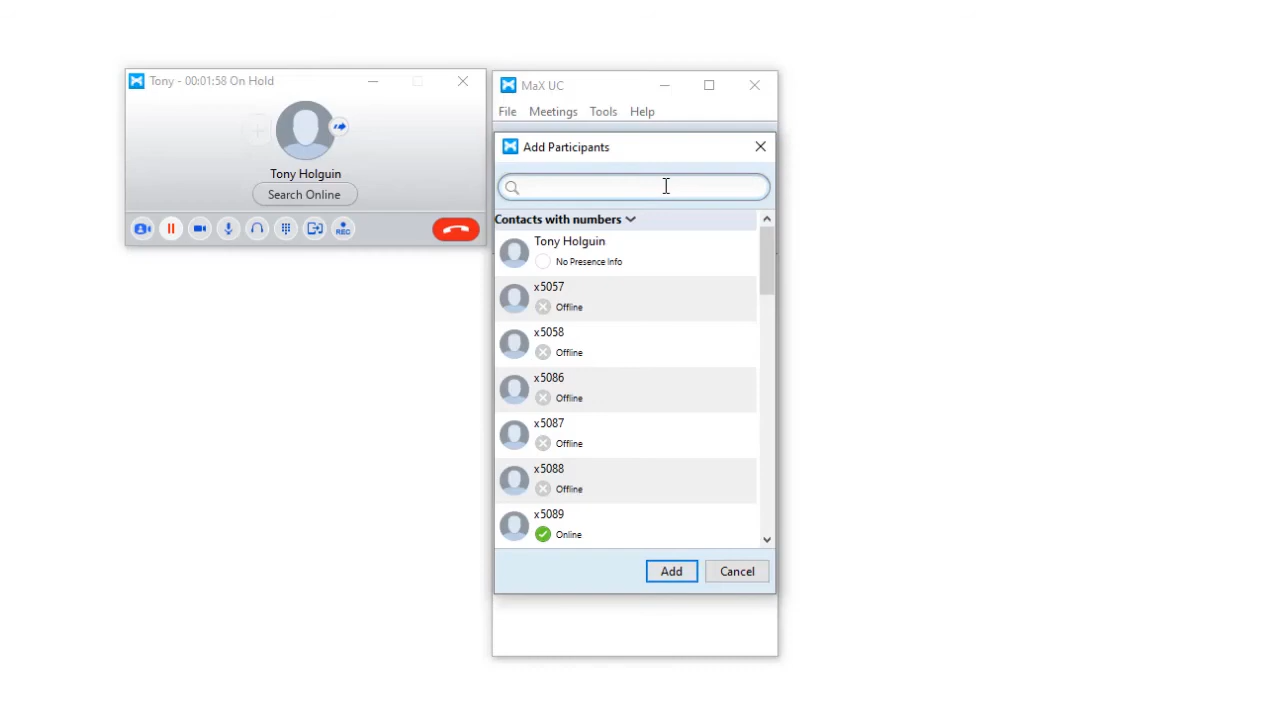 Tony - 00:01:58 On Hold
Tony Holguin
Search Online
REC
MaX UC
File Meetings Tools Help
Add Participants
Contacts with numbers
Tony Holguin
No Presence Info
x5057
Offline
x5058
Offline
x5086
Offline
x5087
Offline
x5088
Offline
x5089
Online
Add Cancel